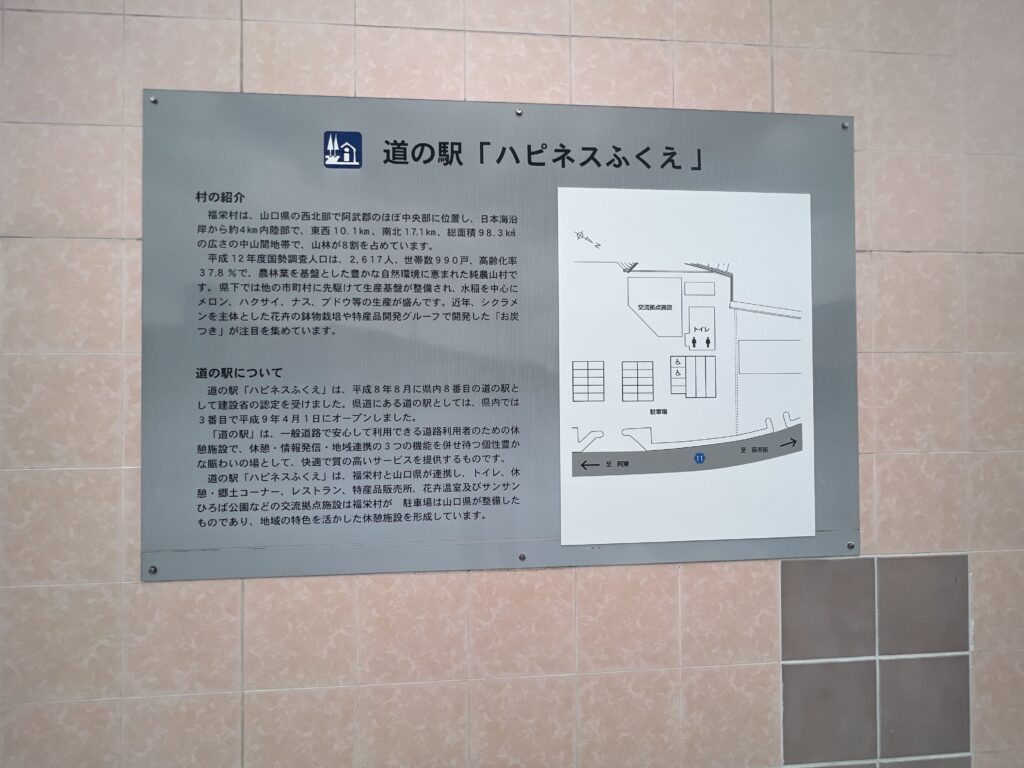 道の駅「ハピネスふくえ」
村の紹介
福栄村は、山口県の西北部で阿武郡のほぼ中央部に位置し、日本海沿
岸から約4km内陸部で、東西10.1km、南北17.1km、総面積98.3km²
の広さの中山間地帯で、山林が8割を占めています。
平成12年度国勢調査人口は、2,617人、世帯数990戸、高齢化率
37.8%で、農林業を基盤とした豊かな自然環境に恵まれた純農山村で
す。県下では他の市町村に先駆けて生産基盤が整備され、水稲を中心に
メロン、ハクサイ、ナス、ブドウ等の生産が盛んです。近年、シクラメ
ンを主体とした花卉の鉢物栽培や特産品開発グループで開発した「お炭
つき」が注目を集めています。
道の駅について
道の駅「ハピネスふくえ」は、平成8年8月に県内8番目の道の駅と
して建設省の認定を受けました。県道にある道の駅としては、県内では
3番目で平成9年4月1日にオープンしました。
「道の駅」は、一般道路で安心して利用できる道路利用者のための休
憩施設で、休憩・情報発信・地域連携の3つの機能を併せ待つ個性豊か
な賑わいの場として、快適で質の高いサービスを提供するものです。
道の駅「ハピネスふくえ」は、福栄村と山口県が連携し、トイレ、休
憩・郷土コーナー、レストラン、特産品販売所、花卉温室及びサンサン
ひろば公園などの交流拠点施設は福栄村が 駐車場は山口県が整備した
ものであり、地域の特色を活かした休憩施設を形成しています。
N
交流拠点施設
トイレ
駐車場
至 阿東
11
至 萩市街